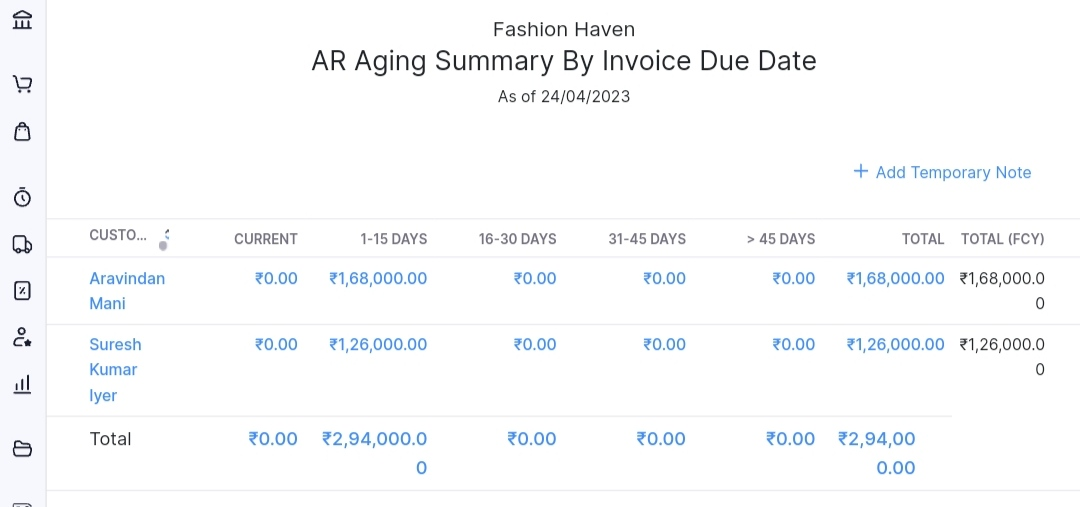 Fashion Haven
AR Aging Summary By Invoice Due Date
As of 24/04/2023
+ Add Temporary Note
CUSTO... CURRENT 1-15 DAYS 16-30 DAYS 31-45 DAYS > 45 DAYS TOTAL TOTAL (FCY)
Aravindan ₹0.00 ₹1,68,000.00 ₹0.00 ₹0.00 ₹0.00 ₹1,68,000.00 ₹1,68,000.0
Mani 0
Suresh ₹0.00 ₹1,26,000.00 ₹0.00 ₹0.00 ₹0.00 ₹1,26,000.00 ₹1,26,000.0
Kumar 0
Iyer
Total ₹0.00 ₹2,94,000.0 ₹0.00 ₹0.00 ₹0.00 ₹2,94,00
0 0.00